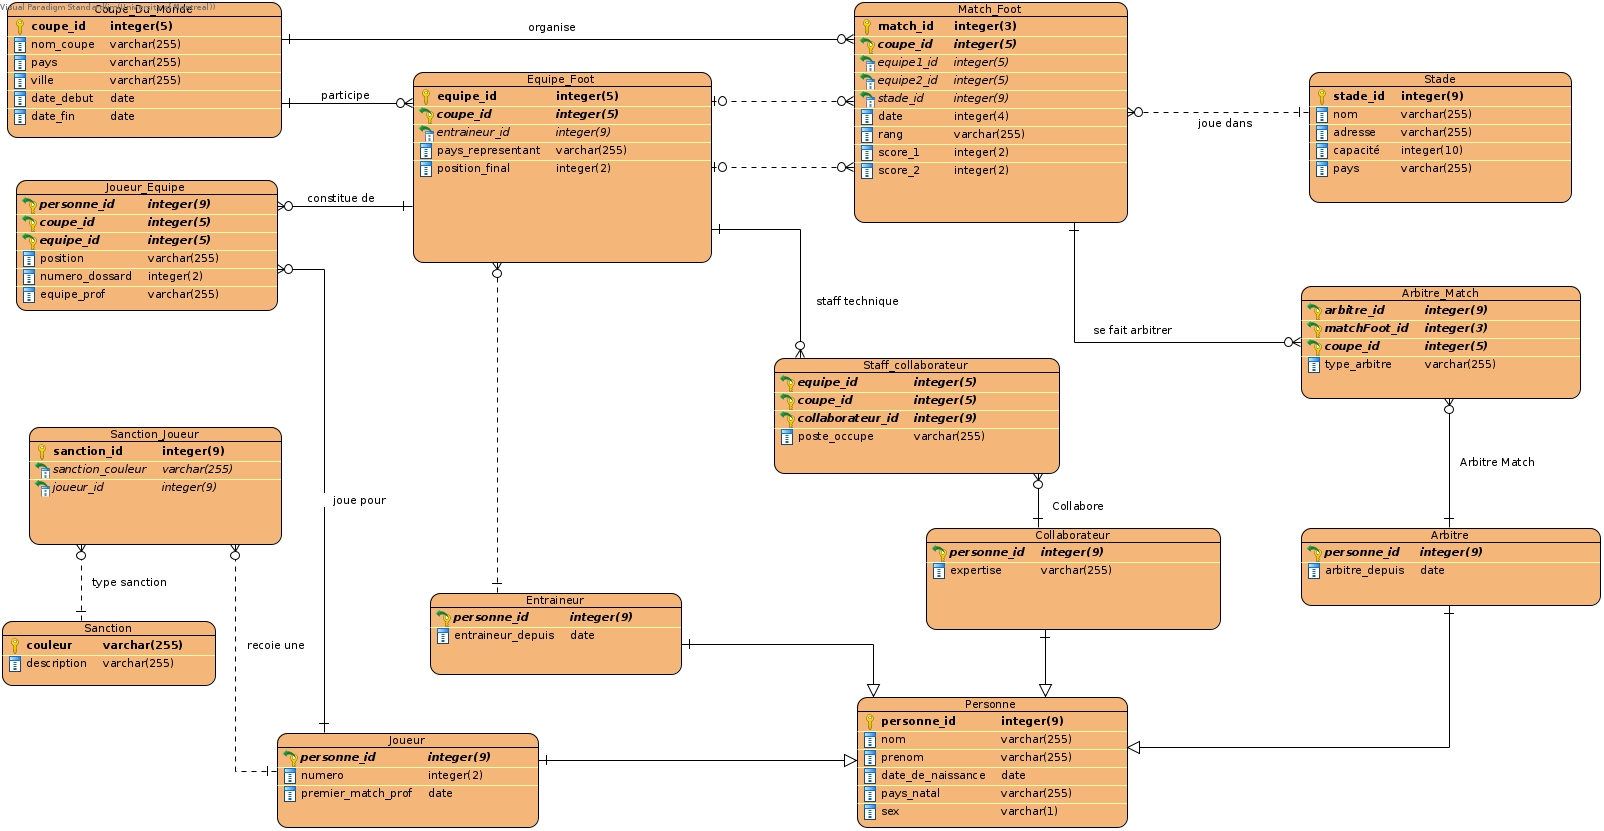 Visual Paradigm Standard
Coupe_Du_Monde
coupe_id integer(5)
nom_coupe varchar(255)
pays varchar(255)
ville varchar(255)
date_debut date
date_fin date
organise
participe
Match_Foot
match_id integer(3)
coupe_id integer(5)
equipe1_id integer(5)
equipe2_id integer(5)
stade_id integer(9)
date integer(4)
rang varchar(255)
score_1 integer(2)
score_2 integer(2)
Equipe_Foot
equipe_id integer(5)
coupe_id integer(5)
entraineur_id integer(9)
pays_representant varchar(255)
position_final integer(2)
Stade
stade_id integer(9)
nom varchar(255)
adresse varchar(255)
capacité integer(10)
pays varchar(255)
joue dans
Joueur_Equipe
personne_id integer(9)
coupe_id integer(5)
equipe_id integer(5)
position varchar(255)
numero_dossard integer(2)
equipe_prof varchar(255)
constitue de
staff technique
se fait arbitrer
Arbitre_Match
arbitre_id integer(9)
matchFoot_id integer(3)
coupe_id integer(5)
type_arbitre varchar(255)
Staff_collaborateur
equipe_id integer(5)
coupe_id integer(5)
collaborateur_id integer(9)
poste_occupe varchar(255)
Sanction_Joueur
sanction_id integer(9)
sanction_couleur varchar(255)
joueur_id integer(9)
joue pour
Arbitre Match
Collabore
type sanction
Collaborateur
personne_id integer(9)
expertise varchar(255)
Arbitre
personne_id integer(9)
arbitre_depuis date
Entraineur
personne_id integer(9)
entraineur_depuis date
Sanction
couleur varchar(255)
description varchar(255)
recoie une
Personne
personne_id integer(9)
nom varchar(255)
prenom varchar(255)
date_de_naissance date
pays_natal varchar(255)
sex varchar(1)
Joueur
personne_id integer(9)
numero integer(2)
premier_match_prof date